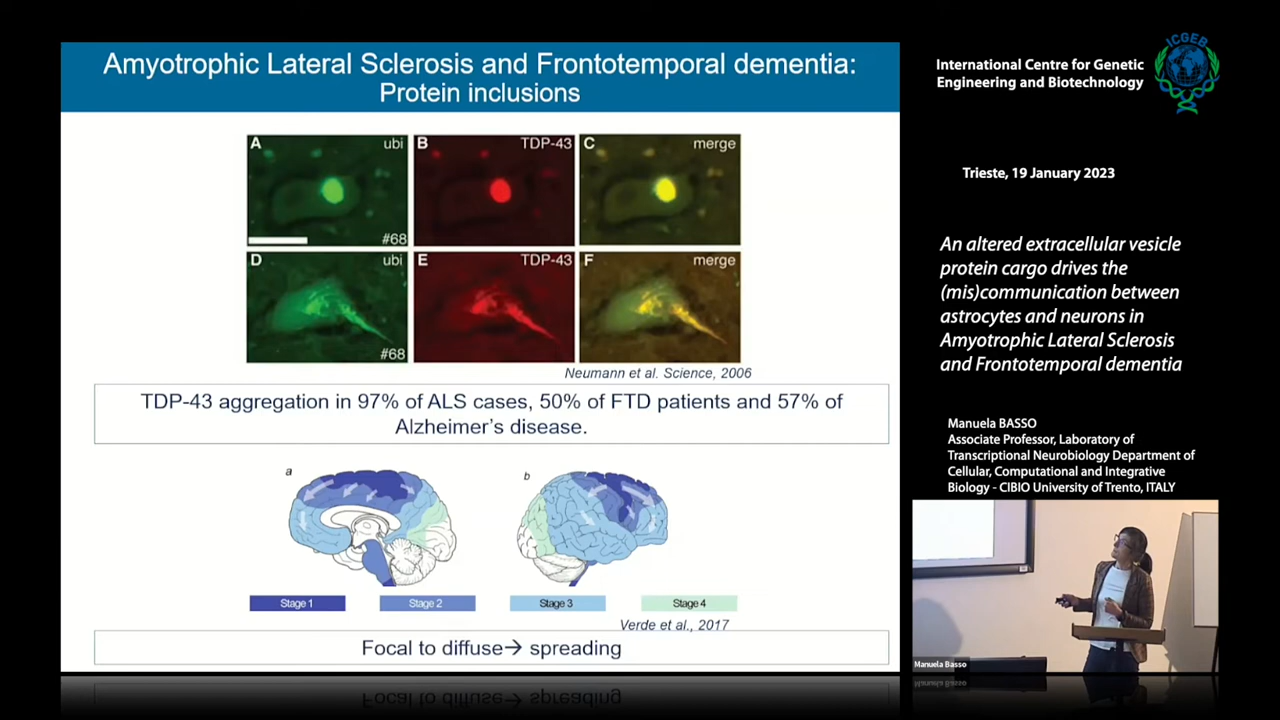 Amyotrophic Lateral Sclerosis and Frontotemporal dementia:
Protein inclusions
A ubi #68
B TDP-43
C merge
D ubi #68
E TDP-43
F merge
Neumann et al. Science, 2006
TDP-43 aggregation in 97% of ALS cases, 50% of FTD patients and 57% of
Alzheimer's disease.
a
b
Stage 1
Stage 2
Stage 3
Stage 4
Verde et al., 2017
Focal to diffuse→ spreading
International Centre for Genetic
Engineering and Biotechnology
ICGEB
Trieste, 19 January 2023
An altered extracellular vesicle
protein cargo drives the
(mis)communication between
astrocytes and neurons in
Amyotrophic Lateral Sclerosis
and Frontotemporal dementia
Manuela BASSO
Associate Professor, Laboratory of
Transcriptional Neurobiology Department of
Cellular, Computational and Integrative
Biology - CIBIO University of Trento, ITALY
Manuela Basso